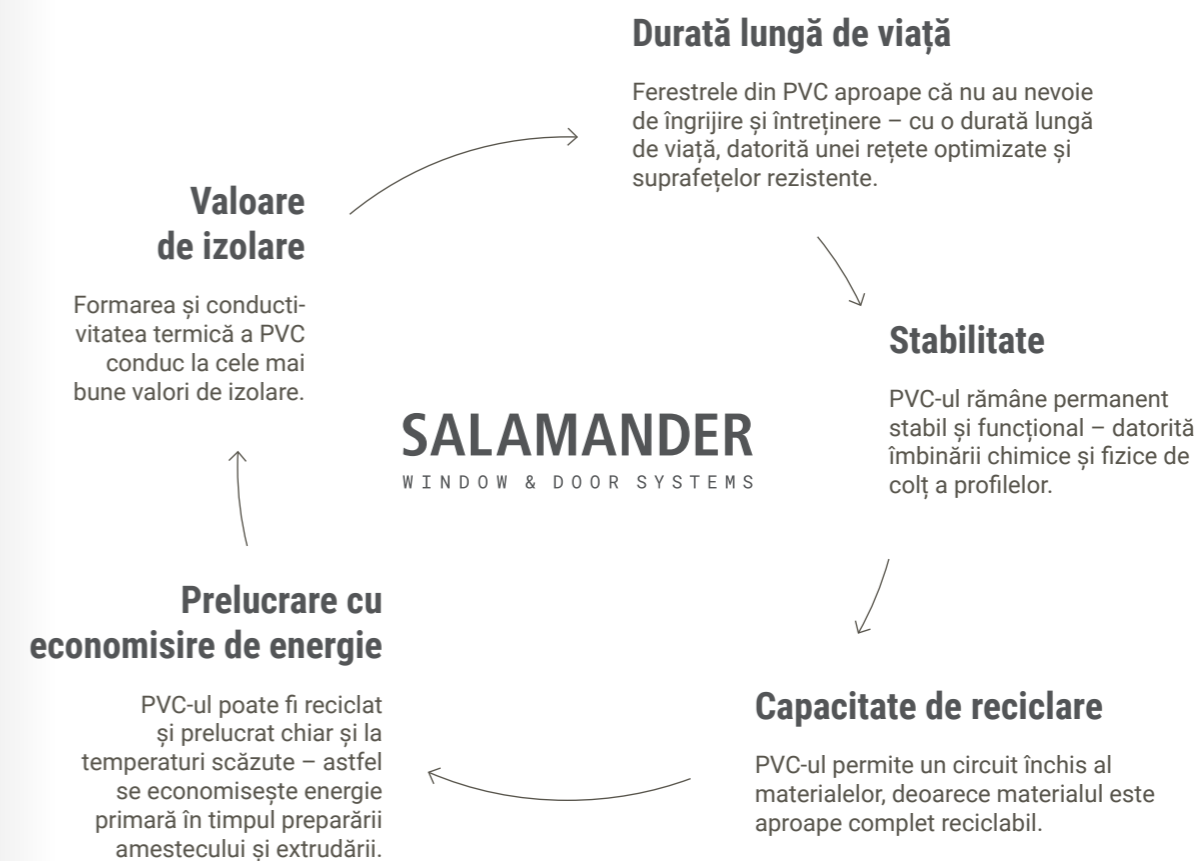 Durată lungă de viață
Ferestrele din PVC aproape că nu au nevoie
de îngrijire și întreținere – cu o durată lungă
de viață, datorită unei rețete optimizate și
suprafețelor rezistente.
Stabilitate
PVC-ul rămâne permanent
stabil și funcțional – datorită
îmbinării chimice și fizice de
colț a profilelor.
Capacitate de reciclare
PVC-ul permite un circuit închis al
materialelor, deoarece materialul este
aproape complet reciclabil.
Prelucrare cu
economisire de energie
PVC-ul poate fi reciclat
și prelucrat chiar și la
temperaturi scăzute – astfel
se economisește energie
primară în timpul preparării
amestecului și extrudării.
Valoare
de izolare
Formarea și conducti-
vitatea termică a PVC
conduc la cele mai
bune valori de izolare.
SALAMANDER
WINDOW & DOOR SYSTEMS